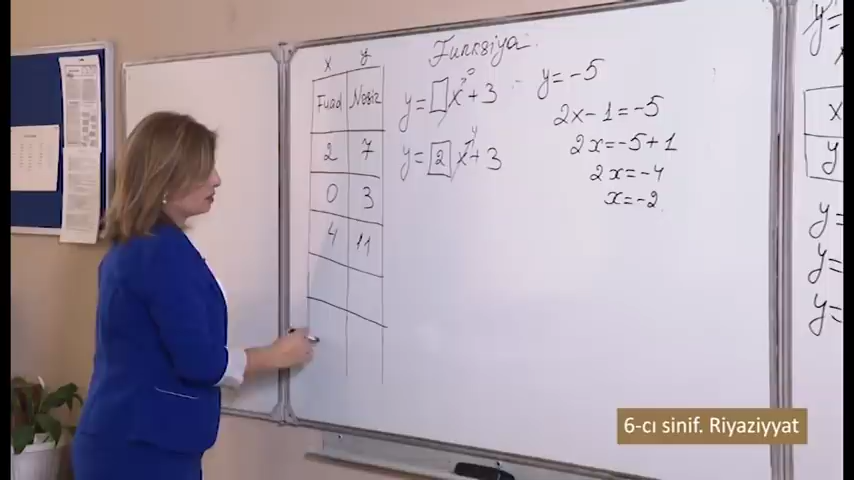 Funksiya
x y
Fuad Nəsir
2 7
0 3
4 11
y = □x + 3
y = 2 x + 3
y = -5
2x - 1 = -5
2x = -5 + 1
2x = -4
x = -2
x
y
y =
y =
y =
6-cı sinif. Riyaziyyat